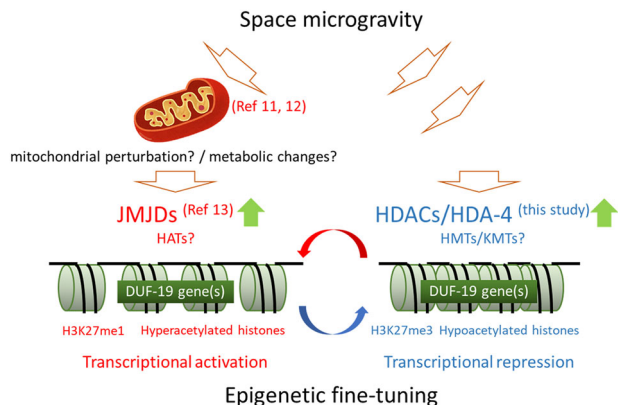 Space microgravity
(Ref 11, 12)
mitochondrial perturbation? / metabolic changes?
JMJDs (Ref 13)
HATs?
HDACs/HDA-4 (this study)
HMTs/KMTs?
DUF-19 gene(s)
DUF-19 gene(s)
H3K27me1 Hyperacetylated histones
H3K27me3 Hypoacetylated histones
Transcriptional activation
Transcriptional repression
Epigenetic fine-tuning